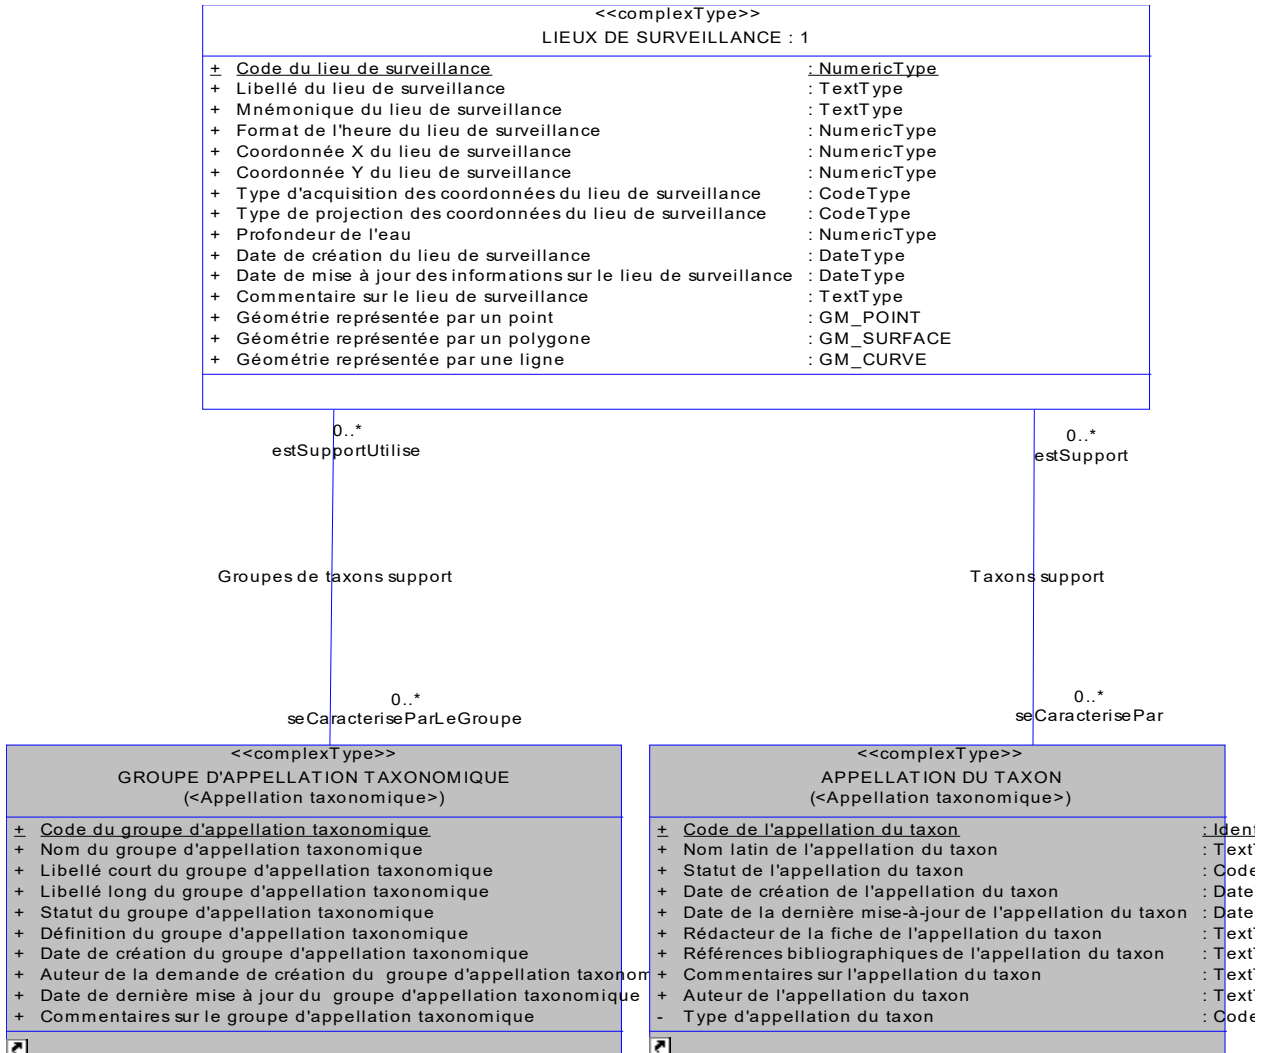 <<complexType>>
LIEUX DE SURVEILLANCE : 1
+ Code du lieu de surveillance : NumericType
+ Libellé du lieu de surveillance : TextType
+ Mnémonique du lieu de surveillance : TextType
+ Format de l'heure du lieu de surveillance : NumericType
+ Coordonnée X du lieu de surveillance : NumericType
+ Coordonnée Y du lieu de surveillance : NumericType
+ Type d'acquisition des coordonnées du lieu de surveillance : CodeType
+ Type de projection des coordonnées du lieu de surveillance : CodeType
+ Profondeur de l'eau : NumericType
+ Date de création du lieu de surveillance : DateType
+ Date de mise à jour des informations sur le lieu de surveillance : DateType
+ Commentaire sur le lieu de surveillance : TextType
+ Géométrie représentée par un point : GM_POINT
+ Géométrie représentée par un polygone : GM_SURFACE
+ Géométrie représentée par une ligne : GM_CURVE
0..*
estSupportUtilise
0..*
estSupport
Groupes de taxons support
Taxons support
0..*
seCaracteriseParLeGroupe
0..*
seCaracterisePar
<<complexType>>
GROUPE D'APPELLATION TAXONOMIQUE
(<Appellation taxonomique>)
+ Code du groupe d'appellation taxonomique
+ Nom du groupe d'appellation taxonomique
+ Libellé court du groupe d'appellation taxonomique
+ Libellé long du groupe d'appellation taxonomique
+ Statut du groupe d'appellation taxonomique
+ Définition du groupe d'appellation taxonomique
+ Date de création du groupe d'appellation taxonomique
+ Auteur de la demande de création du groupe d'appellation taxonom
+ Date de dernière mise à jour du groupe d'appellation taxonomique
+ Commentaires sur le groupe d'appellation taxonomique
<<complexType>>
APPELLATION DU TAXON
(<Appellation taxonomique>)
+ Code de l'appellation du taxon : Iden
+ Nom latin de l'appellation du taxon : Text
+ Statut de l'appellation du taxon : Code
+ Date de création de l'appellation du taxon : Date
+ Date de la dernière mise-à-jour de l'appellation du taxon : Date
+ Rédacteur de la fiche de l'appellation du taxon : Text
+ Références bibliographiques de l'appellation du taxon : Text
+ Commentaires sur l'appellation du taxon : Text
+ Auteur de l'appellation du taxon : Text
- Type d'appellation du taxon : Code